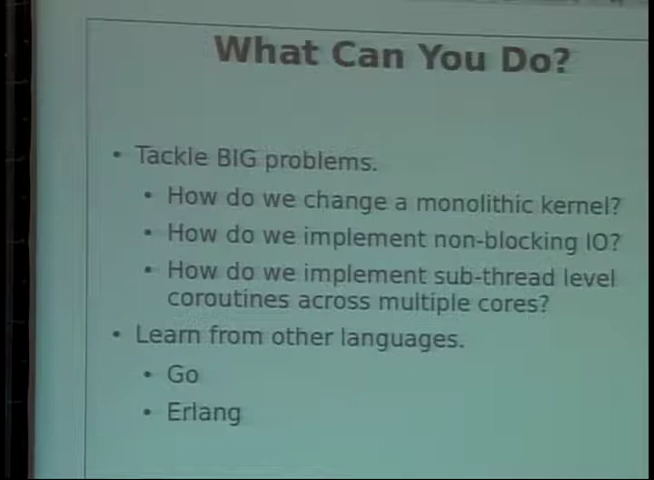 What Can You Do?
• Tackle BIG problems.
• How do we change a monolithic kernel?
• How do we implement non-blocking IO?
• How do we implement sub-thread level
coroutines across multiple cores?
• Learn from other languages.
• Go
• Erlang